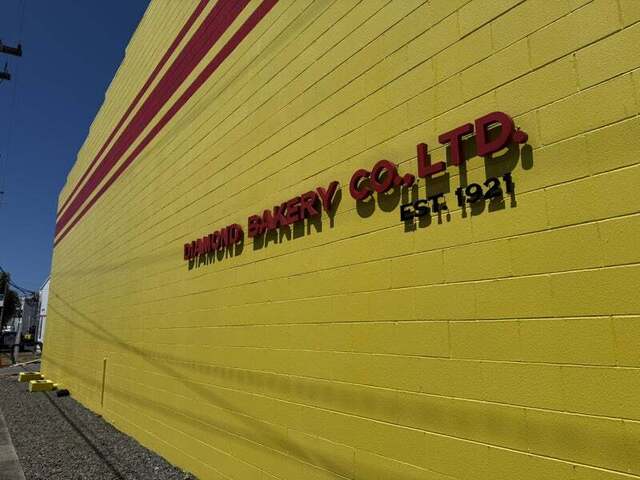 DIAMOND BAKERY CO., LTD.
EST. 1921